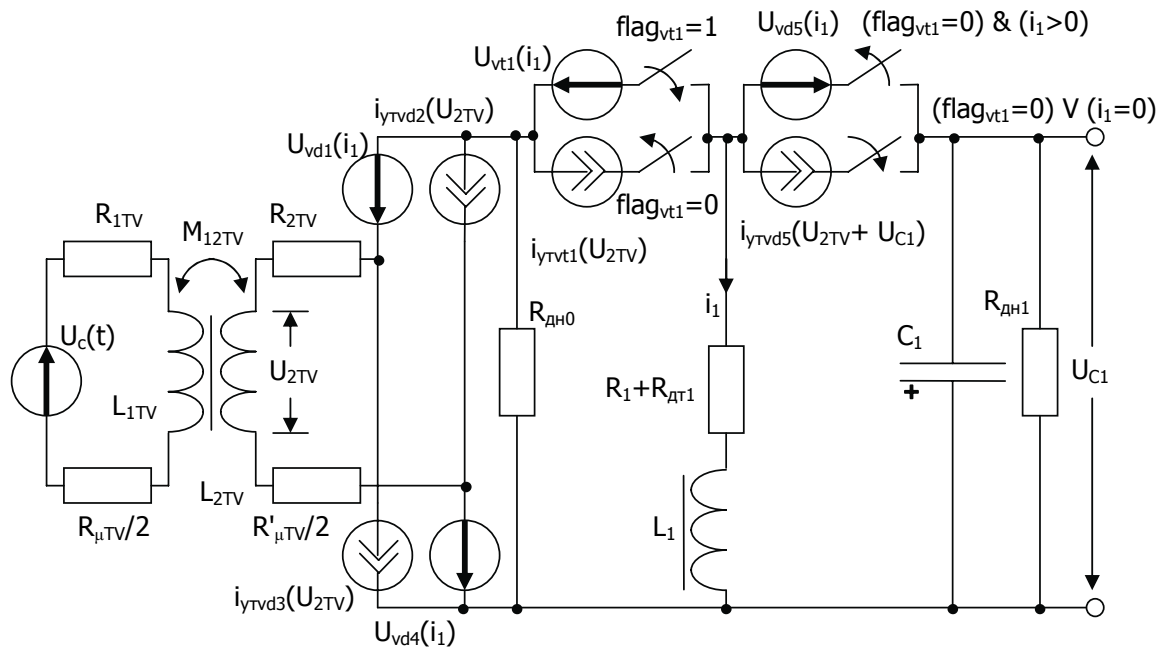 U_vd5(i_1)
(flag_vt1=0) & (i_1>0)
flag_vt1=1
U_vt1(i_1)
i_утvd2(U_2TV)
(flag_vt1=0) V (i_1=0)
U_vd1(i_1)
flag_vt1=0
R_1TV
M_12TV
R_2TV
i_утvt1(U_2TV)
i_утvd5(U_2TV+ U_C1)
i_1
R_дн0
R_дн1
U_c(t)
C_1
U_2TV
U_C1
R_1+R_дт1
+
L_1TV
L_2TV
R_μTV/2
R'_μTV/2
L_1
i_утvd3(U_2TV)
U_vd4(i_1)